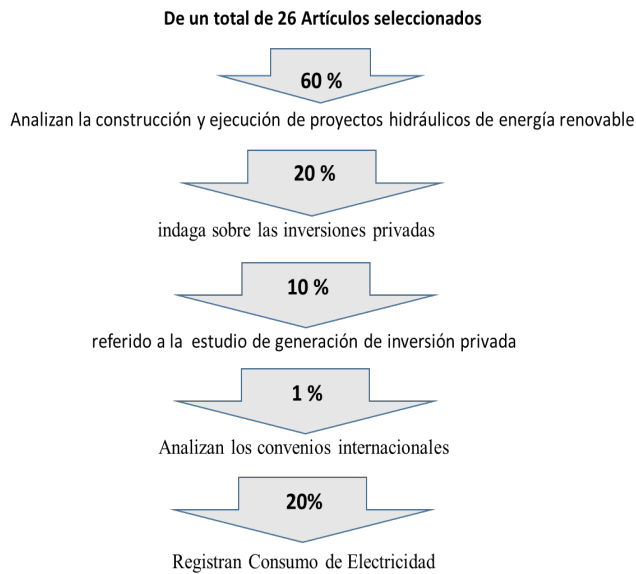 De un total de 26 Artículos seleccionados
60 %
Analizan la construcción y ejecución de proyectos hidráulicos de energía renovable
20 %
indaga sobre las inversiones privadas
10 %
referido a la estudio de generación de inversión privada
1 %
Analizan los convenios internacionales
20%
Registran Consumo de Electricidad